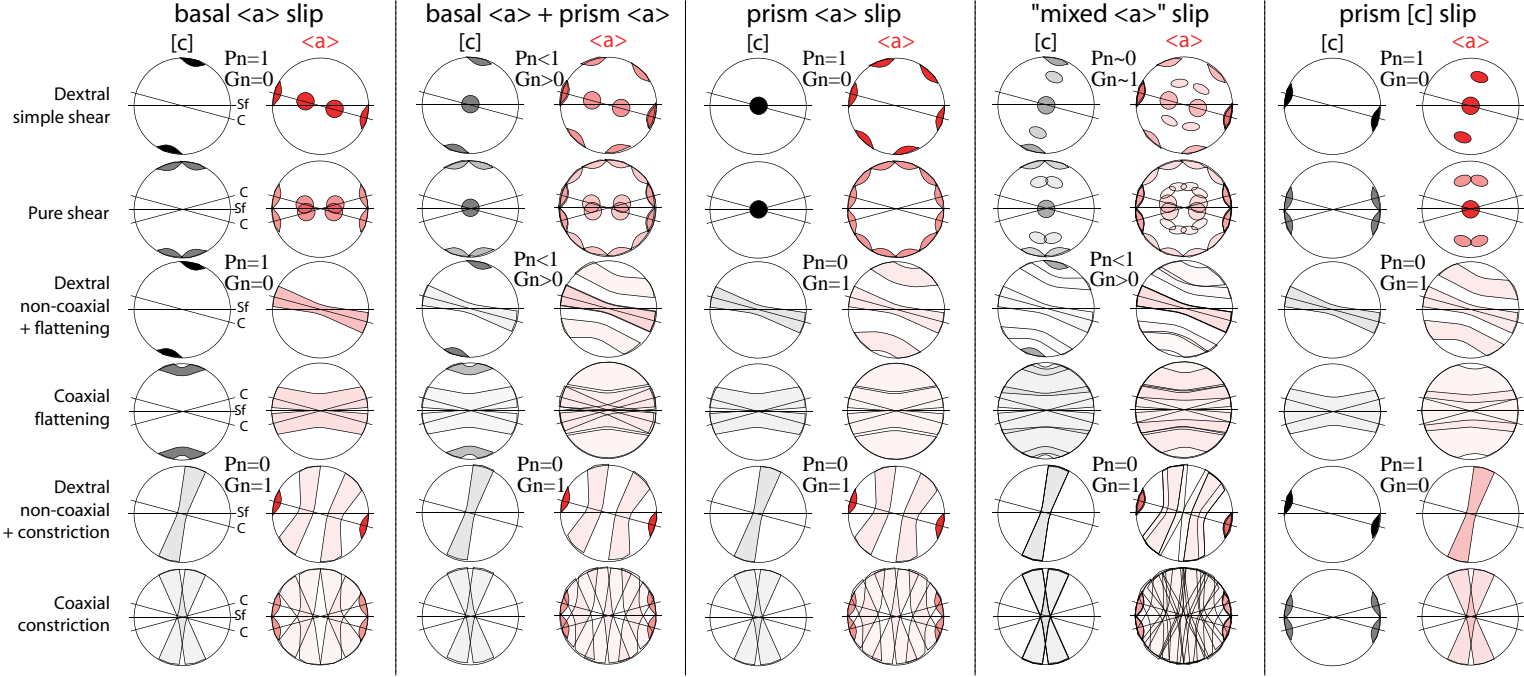 basal <a> slip
basal <a> + prism <a>
prism <a> slip
"mixed <a>" slip
prism [c] slip
[c] <a> [c] <a> [c] <a> [c] <a> [c] <a>
Dextral
simple shear
Pn=1
Gn=0
Sf
C
Pn<1
Gn>0
Pn=1
Gn=0
Pn~0
Gn~1
Pn=1
Gn=0
Pure shear
C
Sf
C
Dextral
non-coaxial
+ flattening
Pn=1
Gn=0
Sf
C
Pn<1
Gn>0
Pn=0
Gn=1
Pn<1
Gn>0
Pn=0
Gn=1
Coaxial
flattening
C
Sf
C
Dextral
non-coaxial
+ constriction
Pn=0
Gn=1
Sf
C
Pn=0
Gn=1
Pn=0
Gn=1
Pn=0
Gn=1
Pn=1
Gn=0
Coaxial
constriction
C
Sf
C